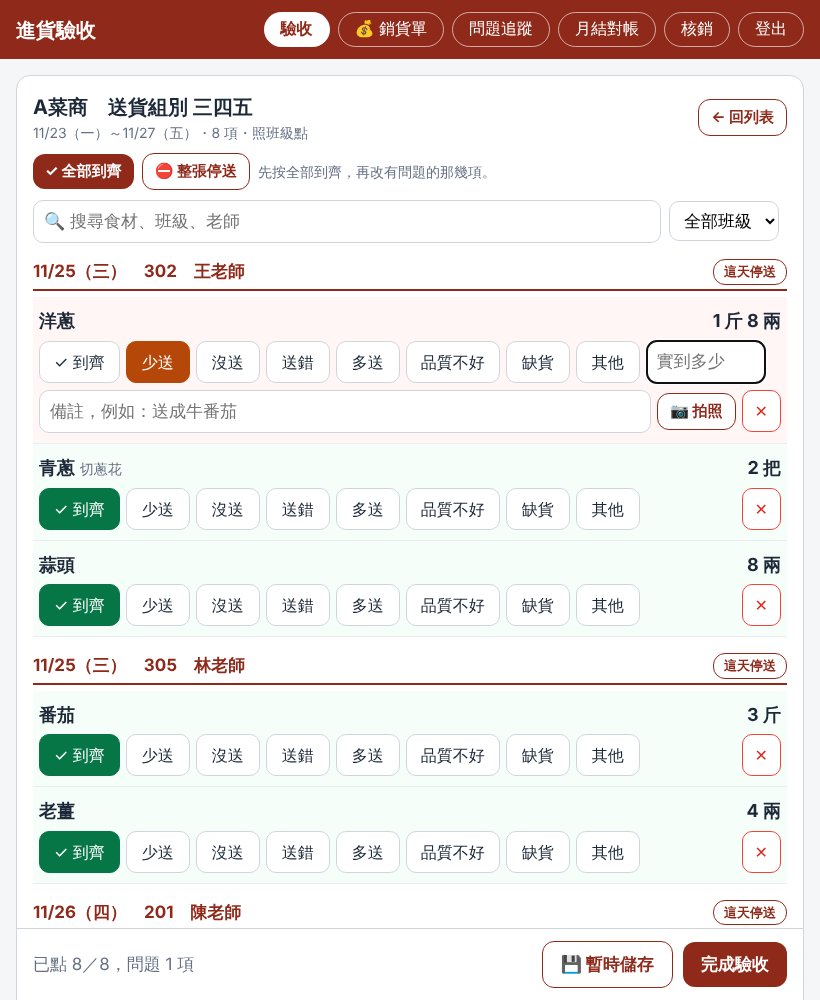 進貨驗收 驗收 💰 銷貨單 問題追蹤 月結對帳 核銷 登出
A菜商 送貨組別 三四五
11/23（一）～11/27（五）· 8 項 · 照班級點
← 回列表
✓ 全部到齊 ⛔ 整張停送 先按全部到齊，再改有問題的那幾項。
🔍 搜尋食材、班級、老師 全部班級
11/25（三） 302 王老師 這天停送
洋蔥 1 斤 8 兩
✓ 到齊 少送 沒送 送錯 多送 品質不好 缺貨 其他 實到多少
備註，例如：送成牛番茄 📷 拍照 ✕
青蔥 切蔥花 2 把
✓ 到齊 少送 沒送 送錯 多送 品質不好 缺貨 其他 ✕
蒜頭 8 兩
✓ 到齊 少送 沒送 送錯 多送 品質不好 缺貨 其他 ✕
11/25（三） 305 林老師 這天停送
番茄 3 斤
✓ 到齊 少送 沒送 送錯 多送 品質不好 缺貨 其他 ✕
老薑 4 兩
✓ 到齊 少送 沒送 送錯 多送 品質不好 缺貨 其他 ✕
11/26（四） 201 陳老師 這天停送
已點 8／8，問題 1 項 💾 暫時儲存 完成驗收